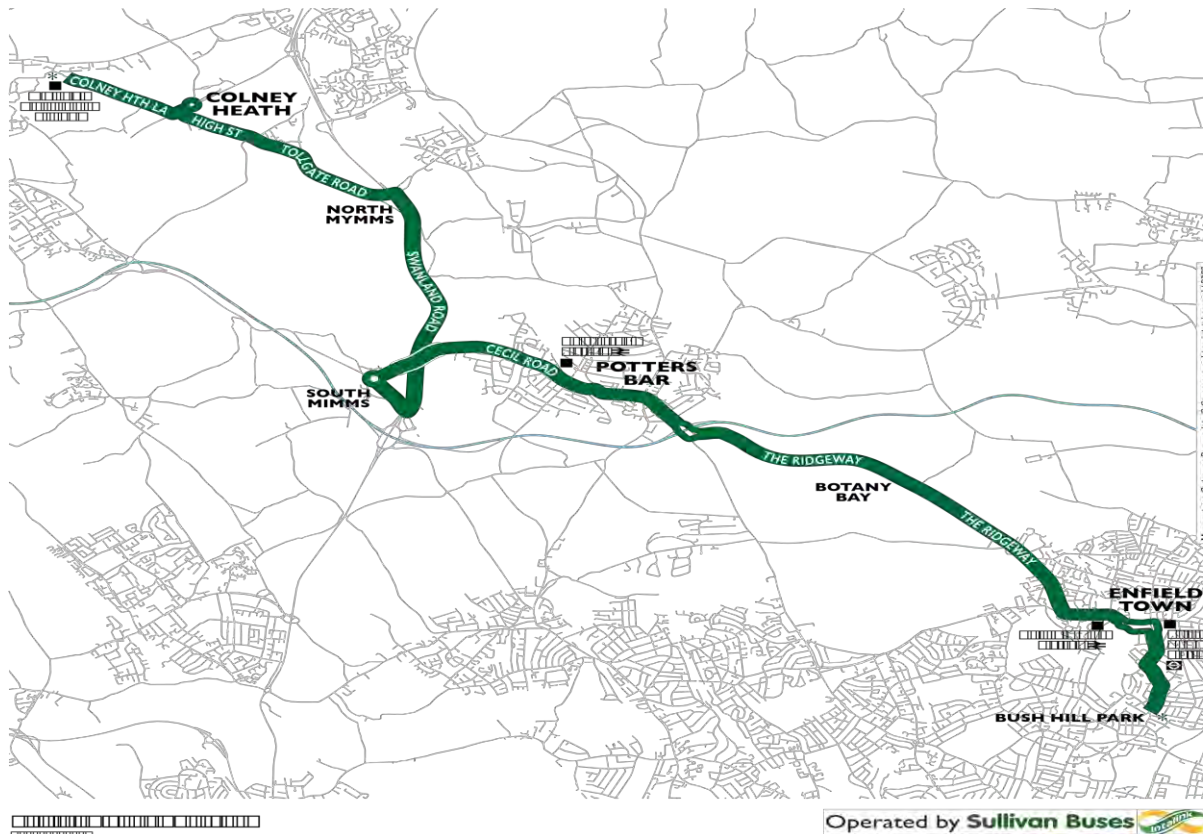 COLNEY HTH LA
COLNEY
HEATH
HIGH ST
TOLLGATE ROAD
NORTH
MYMMS
SWANLAND ROAD
CECIL ROAD
POTTERS
BAR
SOUTH
MIMMS
THE RIDGEWAY
BOTANY
BAY
THE RIDGEWAY
ENFIELD
TOWN
BUSH HILL PARK *
Operated by Sullivan Buses
intalink